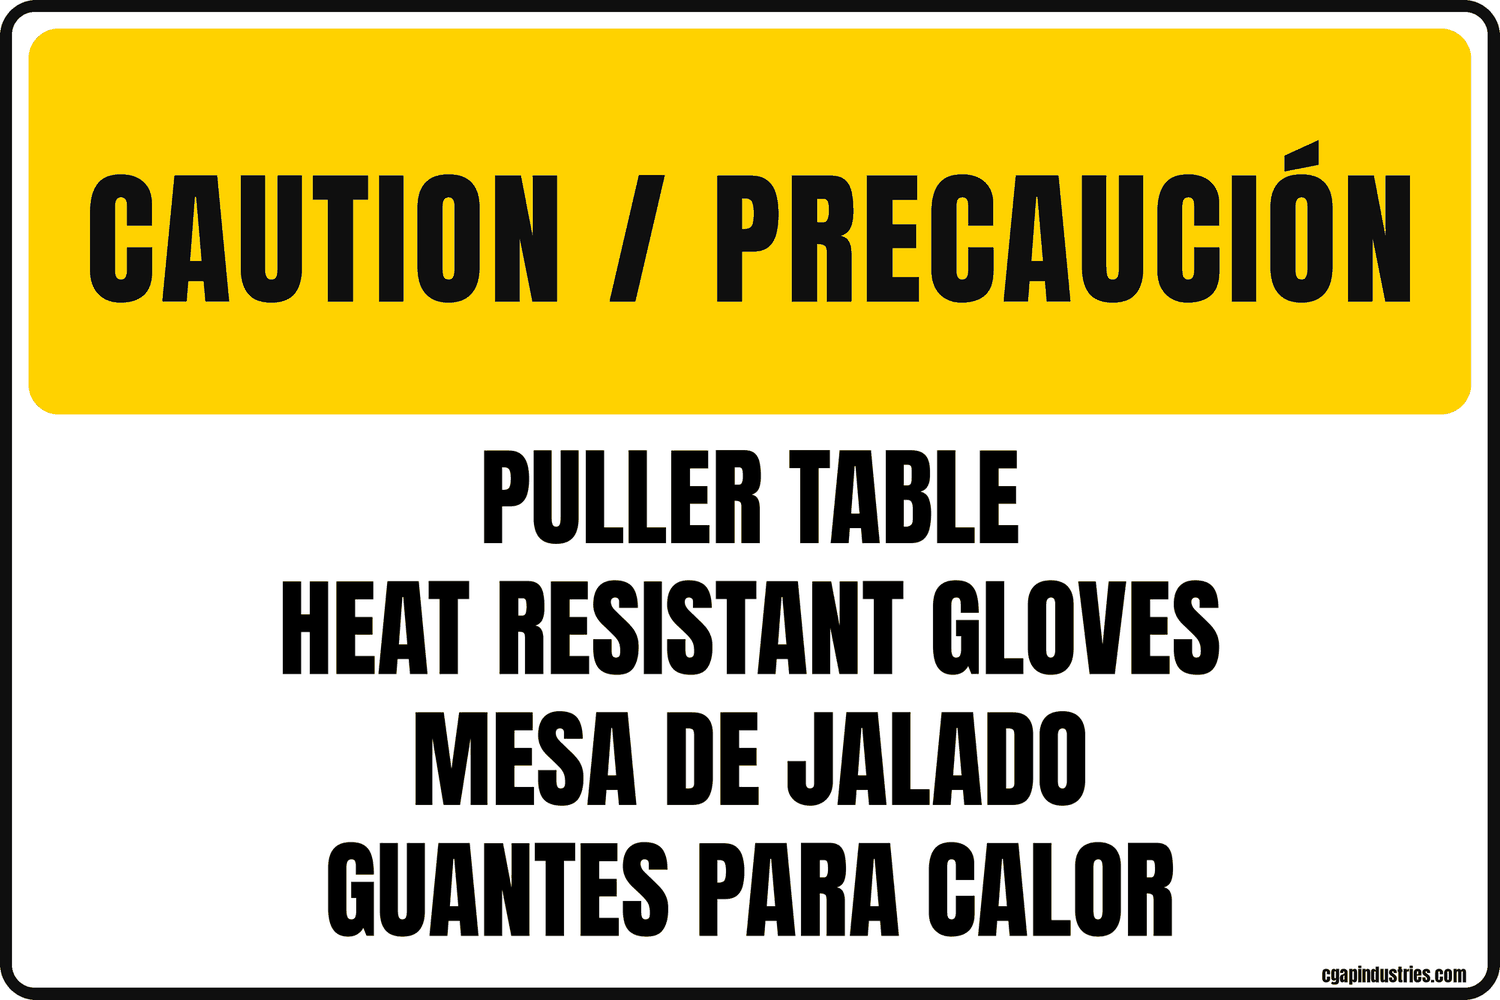 CAUTION / PRECAUCIÓN
PULLER TABLE
HEAT RESISTANT GLOVES
MESA DE JALADO
GUANTES PARA CALOR
cgapindustries.com